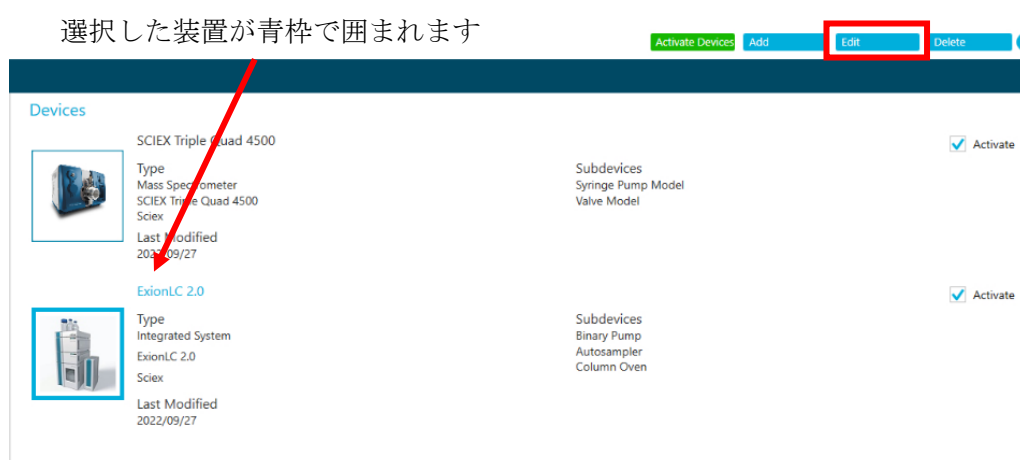 選択した装置が青枠で囲まれます
Activate Devices Add Edit Delete
Devices
SCIEX Triple Quad 4500
Activate
Type
Mass Spectrometer
SCIEX Triple Quad 4500
Sciex
Last Modified
2022/09/27
Subdevices
Syringe Pump Model
Valve Model
ExionLC 2.0
Activate
Type
Integrated System
ExionLC 2.0
Sciex
Last Modified
2022/09/27
Subdevices
Binary Pump
Autosampler
Column Oven